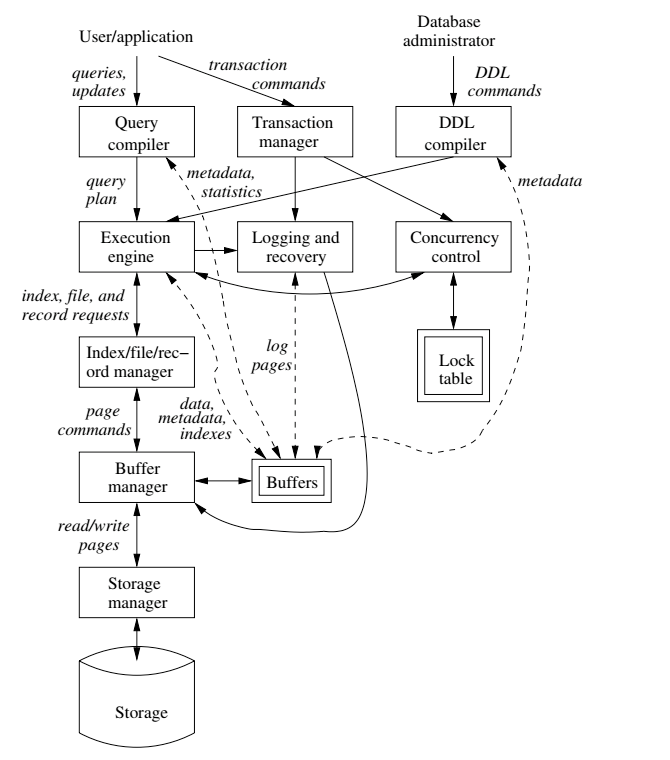 User/application
Database
administrator
queries,
updates
transaction
commands
DDL
commands
Query
compiler
Transaction
manager
DDL
compiler
query
plan
metadata,
statistics
metadata
Execution
engine
Logging and
recovery
Concurrency
control
index, file, and
record requests
Index/file/rec−
ord manager
log
pages
Lock
table
page
commands
data,
metadata,
indexes
Buffer
manager
Buffers
read/write
pages
Storage
manager
Storage